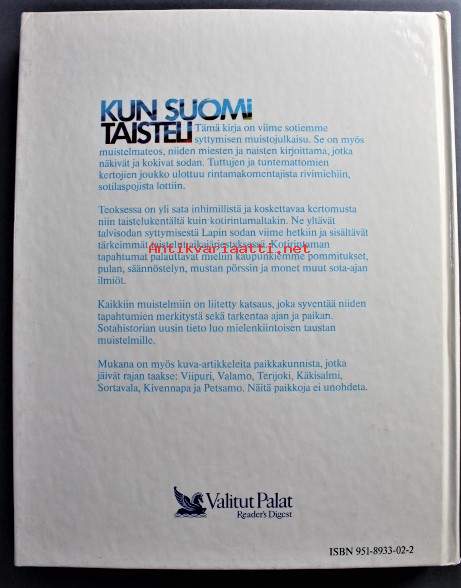 KUN SUOMI
TAISTELI Tämä kirja on viime sotiemme
syttymisen muistojulkaisu. Se on myös
muistelmateos, niiden miesten ja naisten kirjoittama, jotka
näkivät ja kokivat sodan. Tuttujen ja tuntemattomien
kertojien joukko ulottuu rintamakomentajista rivimiehiin,
sotilaspojista lottiin.
Teoksessa on yli sata inhimillistä ja koskettavaa kertomusta
niin taistelukentältä kuin kotirintamaltakin. Ne yltävät
talvisodan syttymisestä Lapin sodan viime hetkiin ja sisältävät
tärkeimmät taistelut aikajärjestyksessä. Kotirintaman
Antikvariaatti.net
tapahtumat palauttavat mieliin kaupunkiemme pommitukset,
pulan, säännöstelyn, mustan pörssin ja monet muut sota-ajan
ilmiöt.
Kaikkiin muistelmiin on liitetty katsaus, joka syventää niiden
tapahtumien merkitystä sekä tarkentaa ajan ja paikan.
Sotahistorian uusin tieto luo mielenkiintoisen taustan
muistelmille.
Mukana on myös kuva-artikkeleita paikkakunnista, jotka
jäivät rajan taakse: Viipuri, Valamo, Terijoki, Käkisalmi,
Sortavala, Kivennapa ja Petsamo. Näitä paikkoja ei unohdeta.
Valitut Palat
Reader's Digest
ISBN 951-8933-02-2